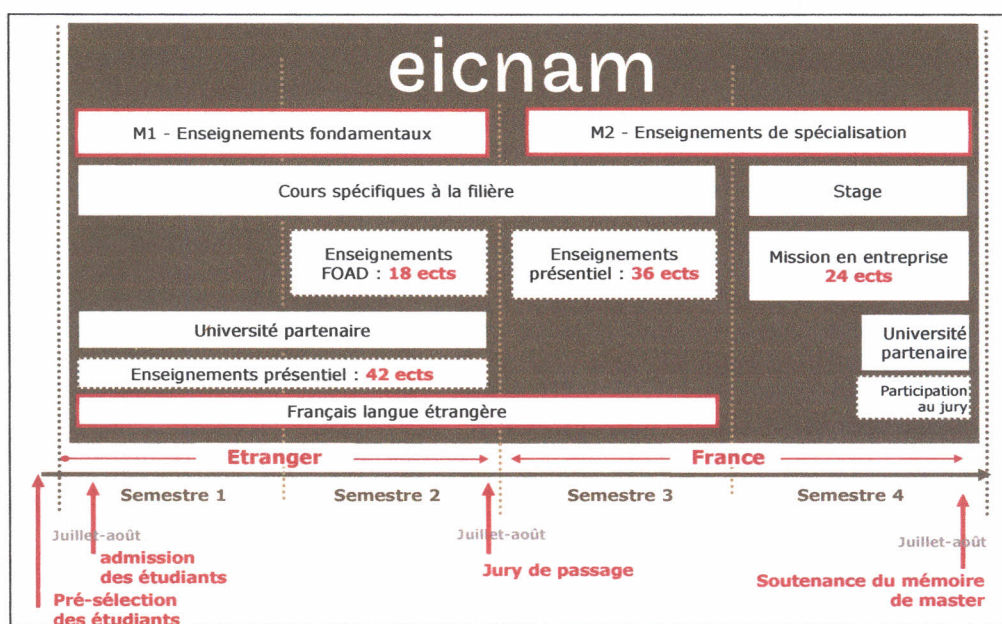 eicnam
M1 - Enseignements fondamentaux
M2 - Enseignements de spécialisation
Cours spécifiques à la filière
Stage
Enseignements
FOAD : 18 ects
Enseignements
présentiel : 36 ects
Mission en entreprise
24 ects
Université partenaire
Université
partenaire
Enseignements présentiel : 42 ects
Participation
au jury
Français langue étrangère
Etranger
France
Semestre 1
Semestre 2
Semestre 3
Semestre 4
Juillet-août
Juillet-août
Juillet-août
admission
des étudiants
Jury de passage
Soutenance du mémoire
de master
Pré-sélection
des étudiants